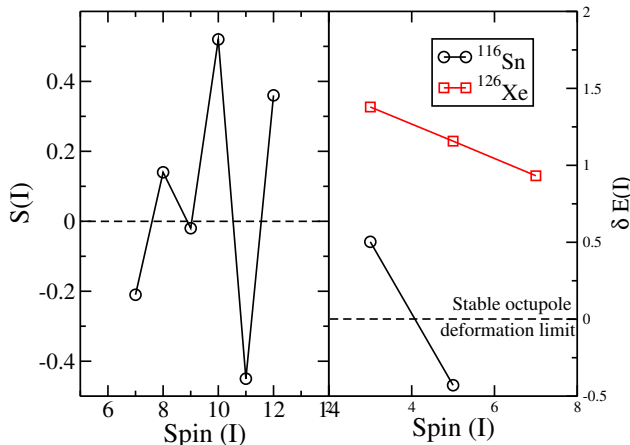 2
0.4
1.5
0.2
1
0
0.5
-0.2
0
-0.4
-0.5
S(I)
δ E(I)
¹¹⁶Sn
¹²⁶Xe
Stable octupole
deformation limit
6 8 10 12 14
2 4 6 8
Spin (I)
Spin (I)